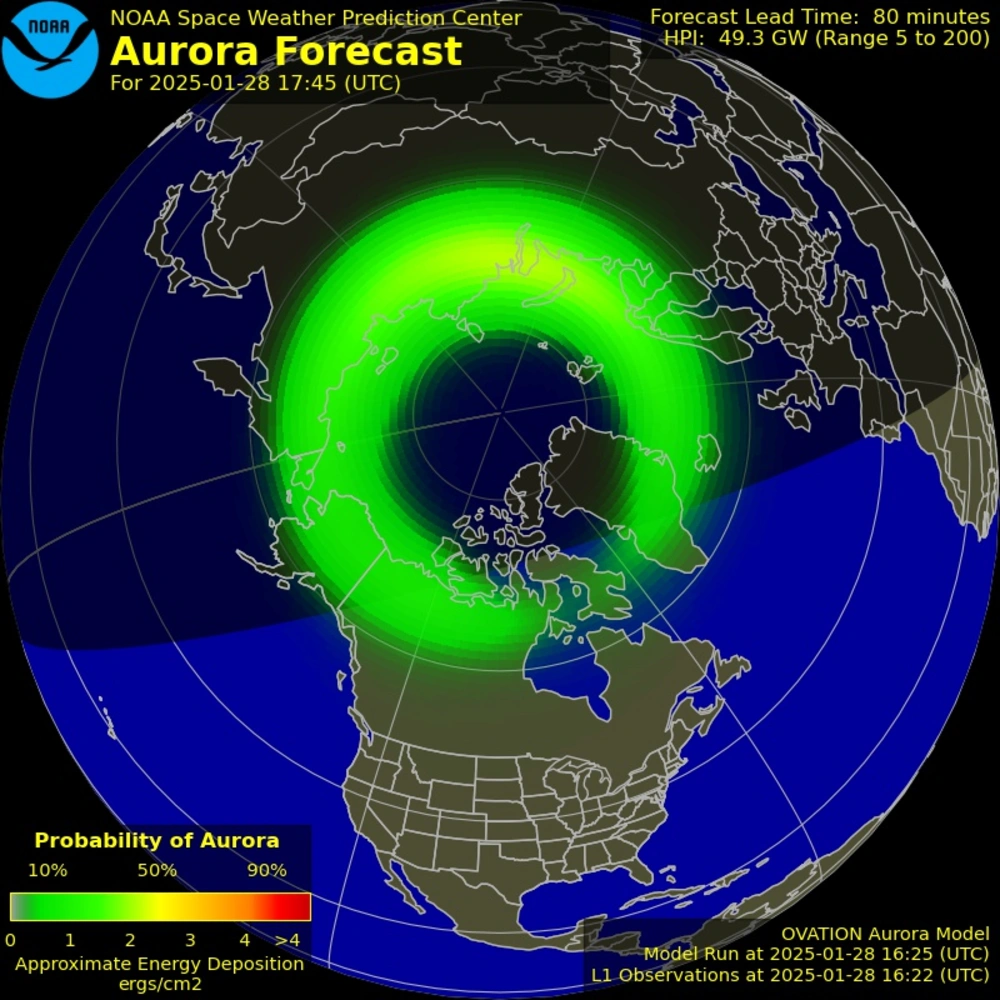 NOAA
NOAA Space Weather Prediction Center
Aurora Forecast
For 2025-01-28 17:45 (UTC)
Forecast Lead Time: 80 minutes
HPI: 49.3 GW (Range 5 to 200)
Probability of Aurora
10% 50% 90%
0 1 2 3 4 >4
Approximate Energy Deposition
ergs/cm2
OVATION Aurora Model
Model Run at 2025-01-28 16:25 (UTC)
L1 Observations at 2025-01-28 16:22 (UTC)